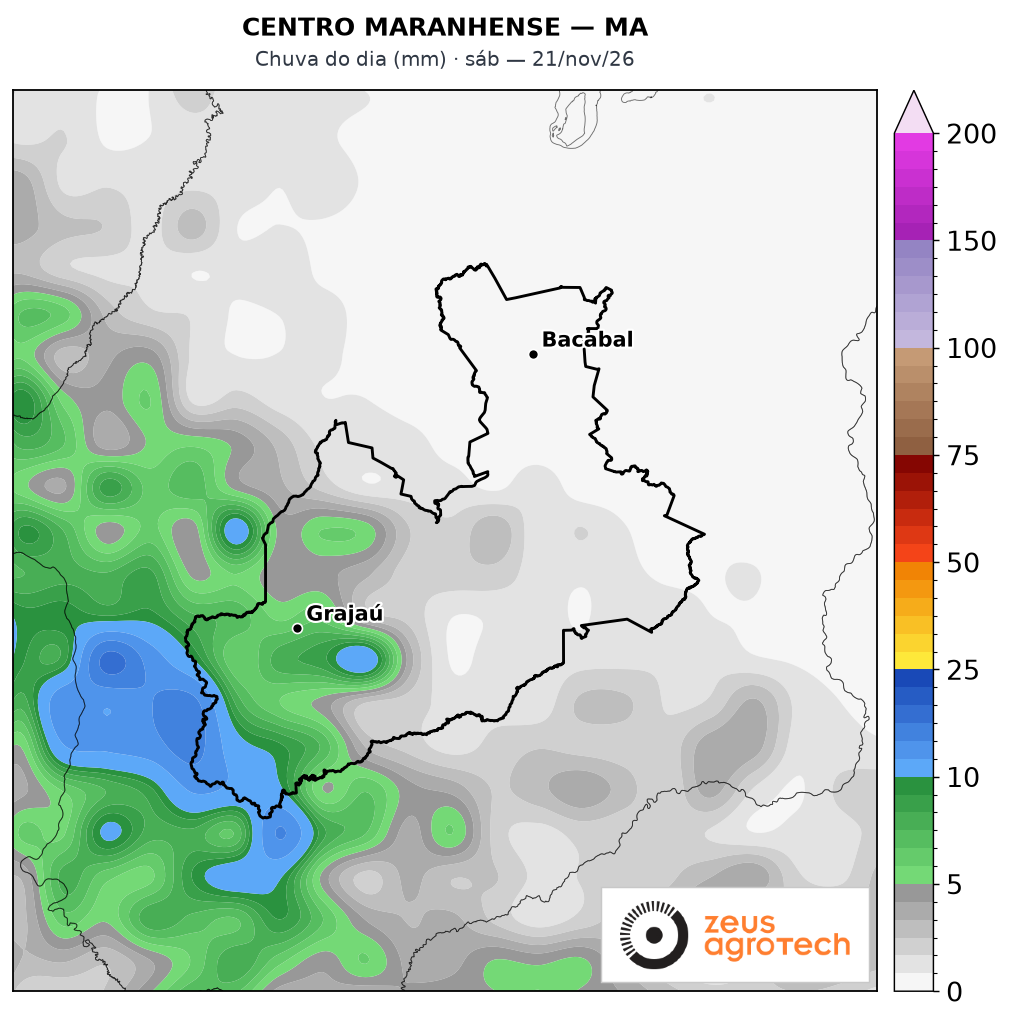 CENTRO MARANHENSE — MA
Chuva do dia (mm) · sáb — 21/nov/26
200
150
100
75
50
25
10
5
0
Bacabal
Grajaú
zeus
agrotech